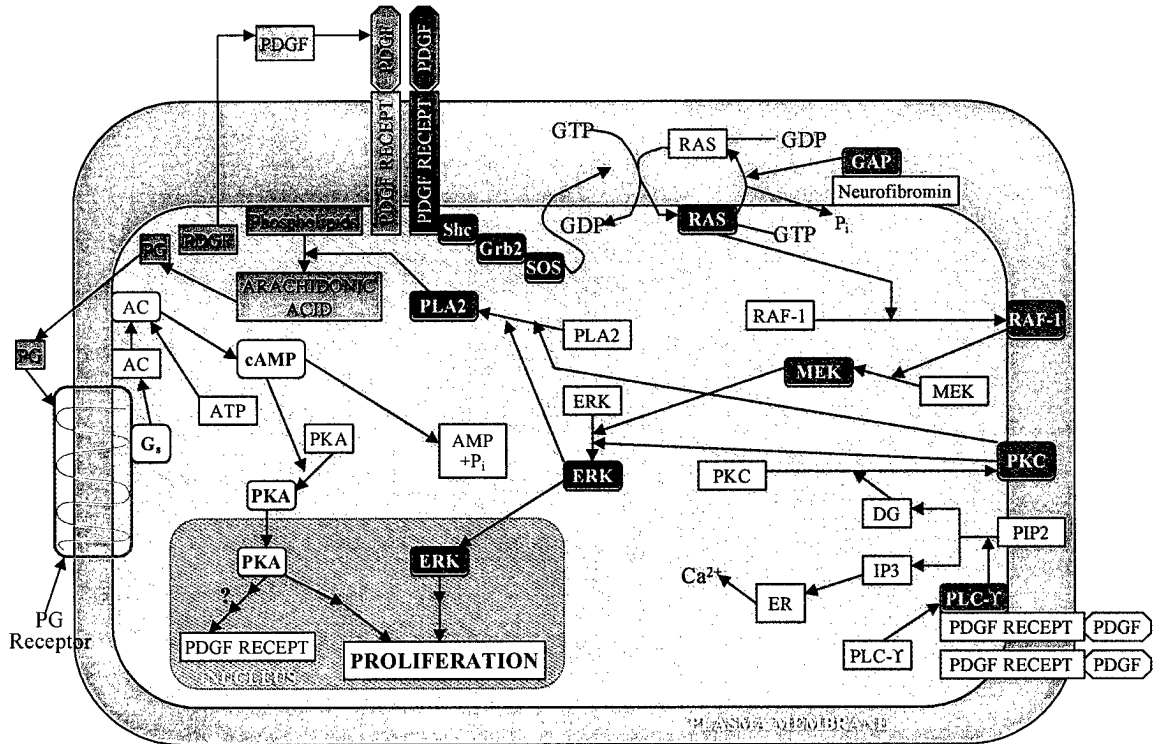 PDGF
PDGF
PDGF
PDGF RECEPT
PDGF RECEPT
GTP
RAS
GDP
GAP
Neurofibromin
GDP
RAS
GTP
Pi
Phospholipids
PDGF
PG
Shc
Grb2
SOS
ARACHIDONIC
ACID
PLA2
PLA2
RAF-1
RAF-1
AC
cAMP
AC
PG
ATP
Gs
PKA
AMP
+Pi
ERK
MEK
MEK
PKC
PKC
ERK
PKA
DG
PIP2
IP3
Ca2+
ER
PLC-ϒ
PLC-ϒ
PDGF RECEPT
PDGF
PDGF RECEPT
PDGF
PKA
ERK
?
PDGF RECEPT
PROLIFERATION
NUCLEUS
PG
Receptor
PLASMA MEMBRANE